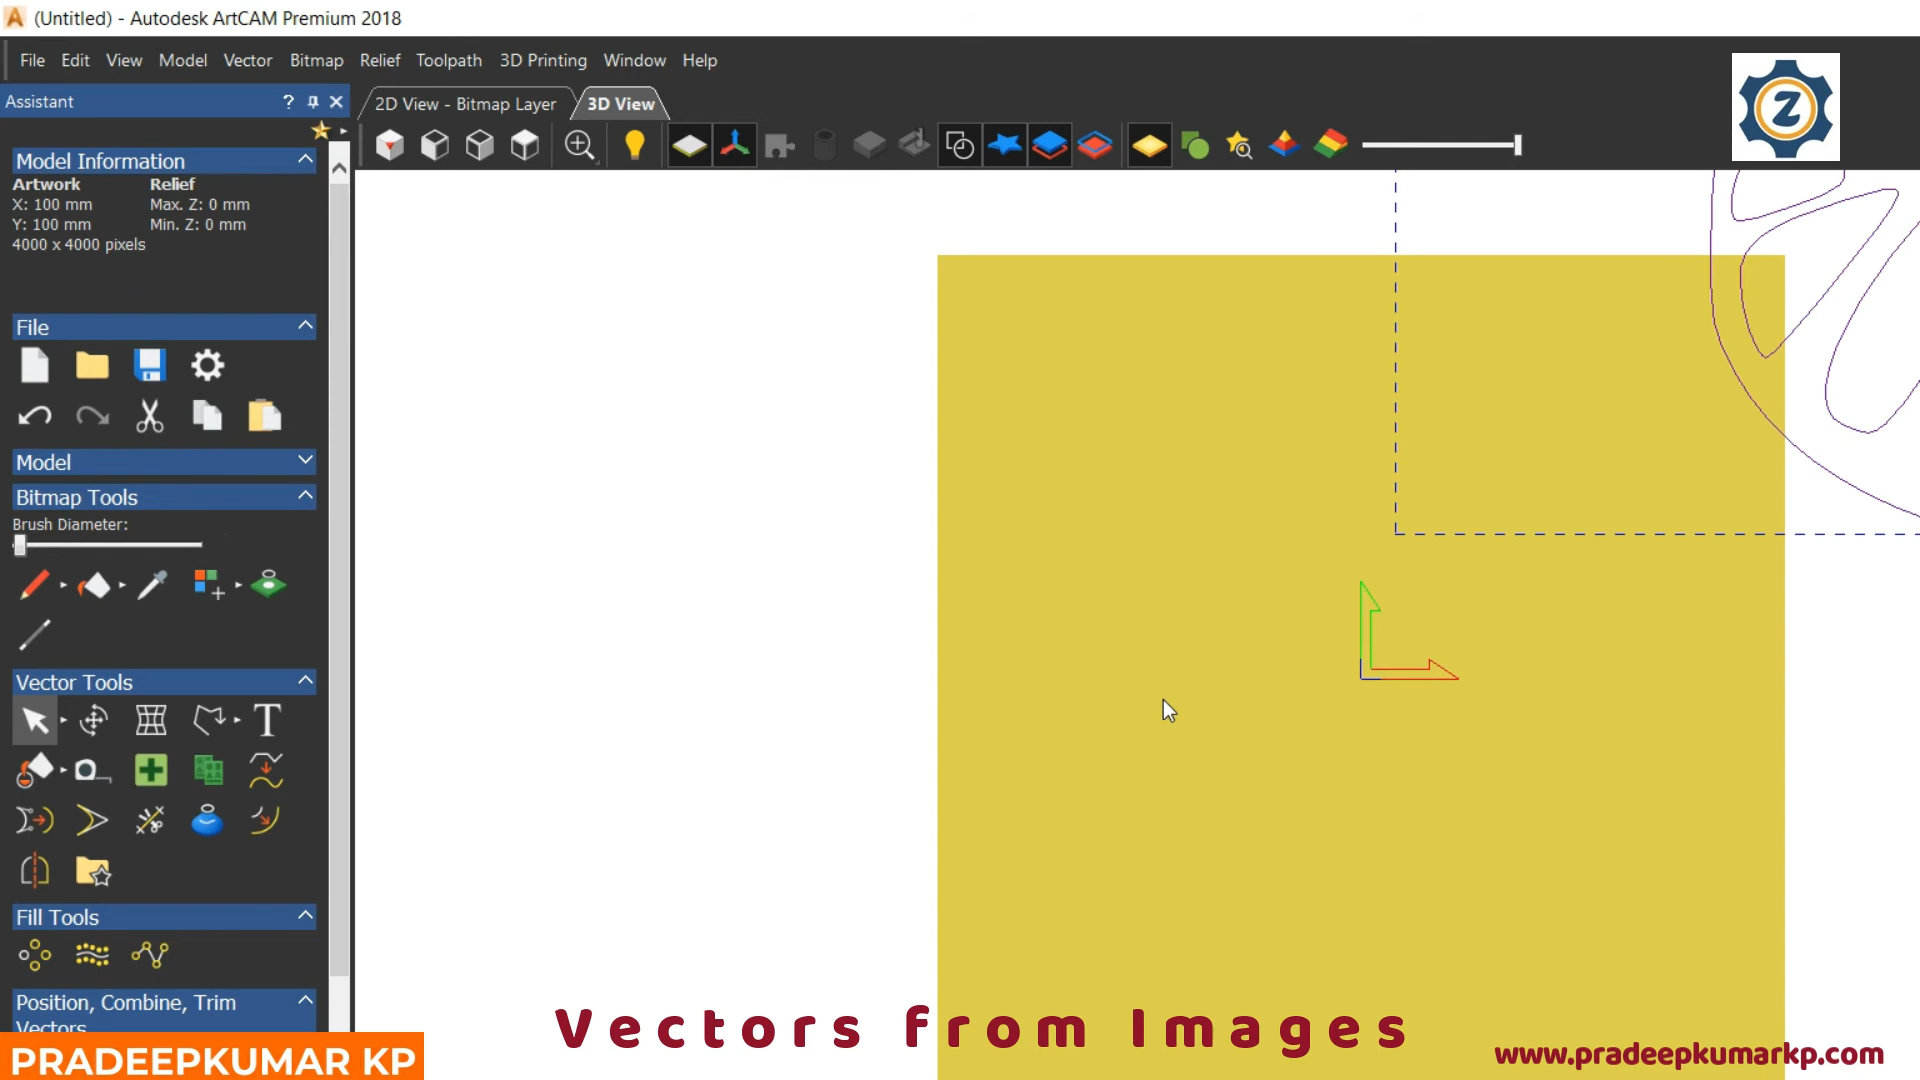 (Untitled) - Autodesk ArtCAM Premium 2018
File Edit View Model Vector Bitmap Relief Toolpath 3D Printing Window Help
Assistant
2D View - Bitmap Layer
3D View
Z
Model Information
Artwork Relief
X: 100 mm Max. Z: 0 mm
Y: 100 mm Min. Z: 0 mm
4000 x 4000 pixels
File
Model
Bitmap Tools
Brush Diameter:
Vector Tools
Fill Tools
Position, Combine, Trim
Vectors
Vectors from Images
PRADEEPKUMAR KP
www.pradeepkumarkp.com